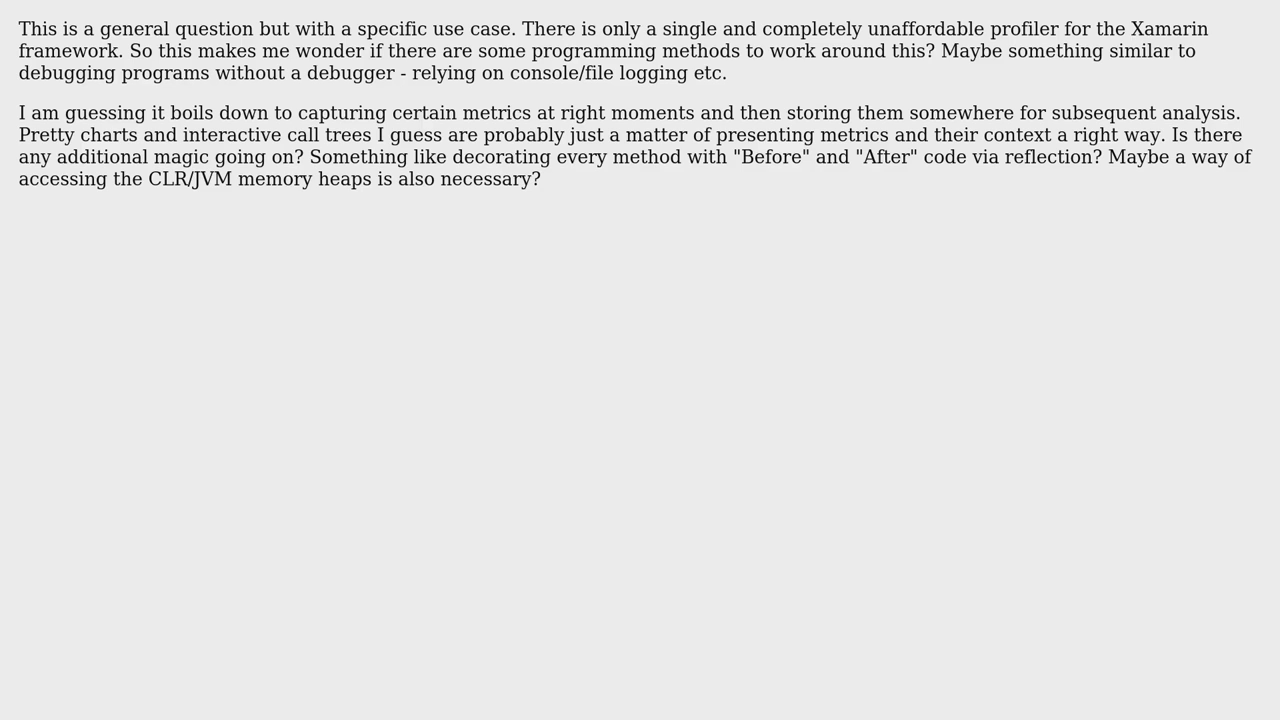 This is a general question but with a specific use case. There is only a single and completely unaffordable profiler for the Xamarin
framework. So this makes me wonder if there are some programming methods to work around this? Maybe something similar to
debugging programs without a debugger - relying on console/file logging etc.
I am guessing it boils down to capturing certain metrics at right moments and then storing them somewhere for subsequent analysis.
Pretty charts and interactive call trees I guess are probably just a matter of presenting metrics and their context a right way. Is there
any additional magic going on? Something like decorating every method with "Before" and "After" code via reflection? Maybe a way of
accessing the CLR/JVM memory heaps is also necessary?